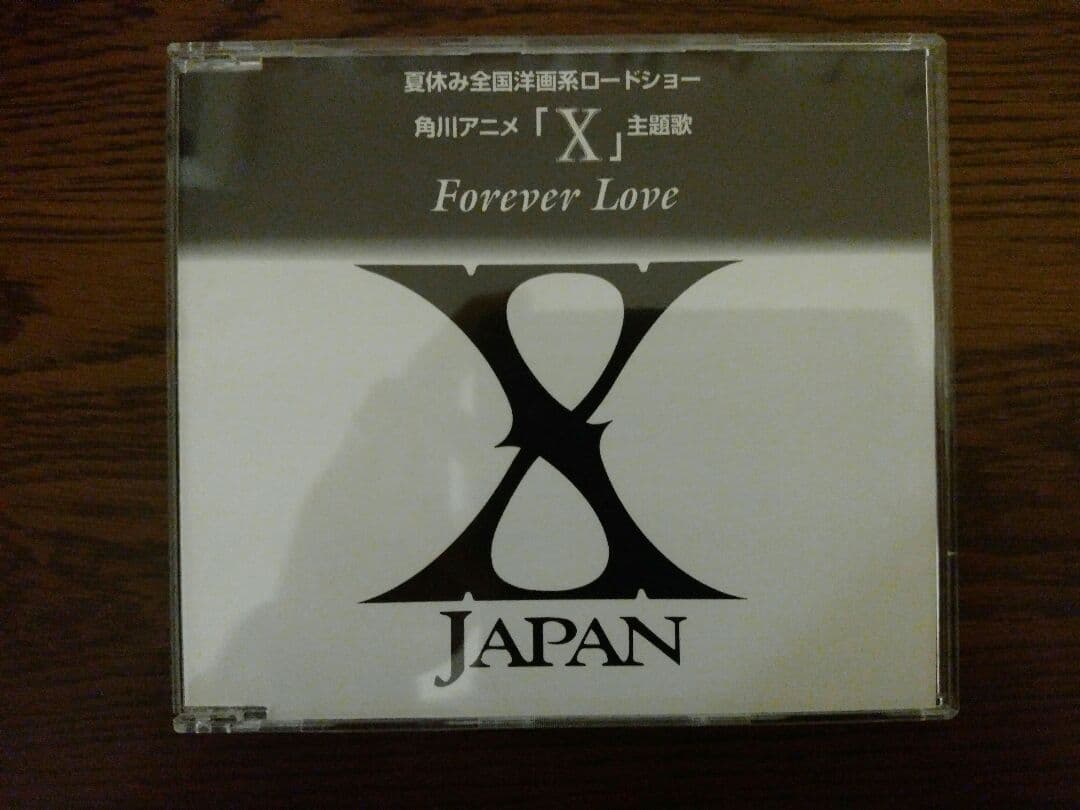 夏休み全国洋画系ロードショー
角川アニメ「X」主題歌
Forever Love
X
JAPAN